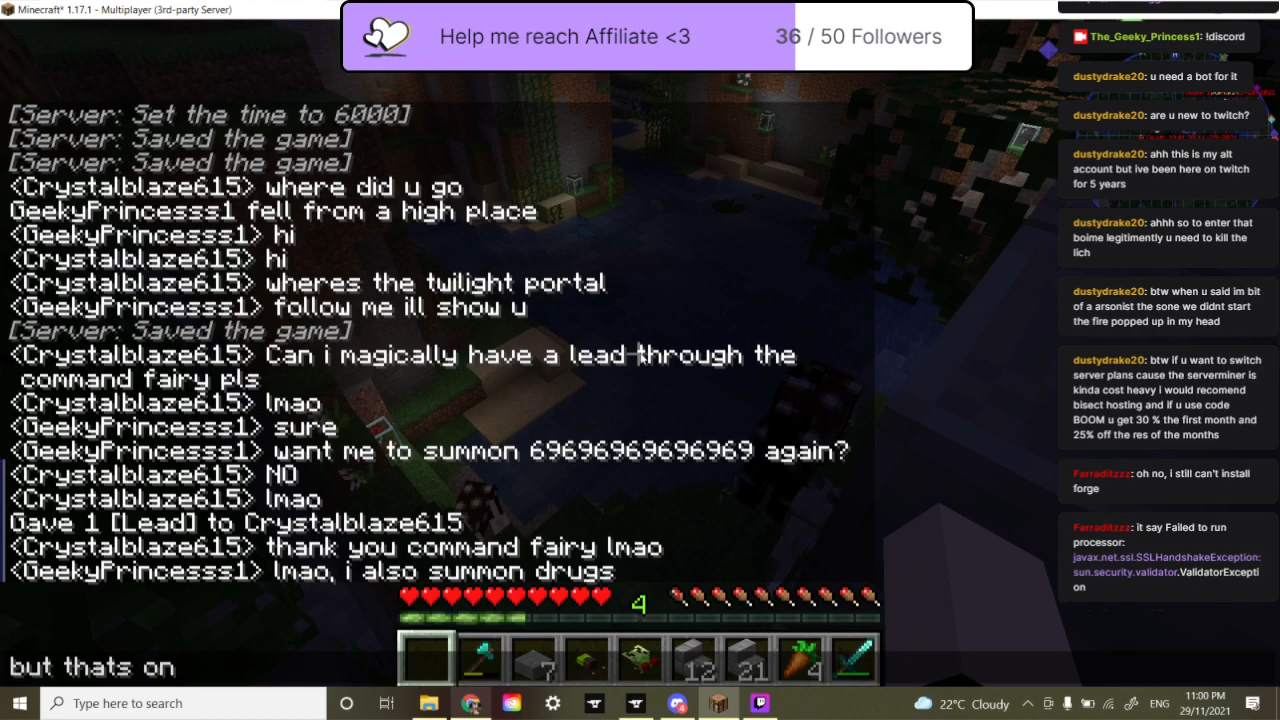 Minecraft* 1.17.1 - Multiplayer (3rd-party Server)
Help me reach Affiliate <3
36 / 50 Followers
[Server: Set the time to 6000]
[Server: Saved the game]
[Server: Saved the game]
<Crystalblaze615> where did u go
GeekyPrincesss1 fell from a high place
<GeekyPrincesss1> hi
<Crystalblaze615> hi
<Crystalblaze615> wheres the twilight portal
<GeekyPrincesss1> follow me ill show u
[Server: Saved the game]
<Crystalblaze615> Can i magically have a lead through the
command fairy pls
<Crystalblaze615> lmao
<GeekyPrincesss1> sure
<GeekyPrincesss1> want me to summon 69696969696969 again?
<Crystalblaze615> NO
<Crystalblaze615> lmao
Gave 1 [Lead] to Crystalblaze615
<Crystalblaze615> thank you command fairy lmao
<GeekyPrincesss1> lmao, i also summon drugs
4
7
12
21
4
but thats on
The_Geeky_Princess1: !discord
dustydrake20: u need a bot for it
dustydrake20: are u new to twitch?
dustydrake20: ahh this is my alt
account but ive been here on twitch
for 5 years
dustydrake20: ahhh so to enter that
boime legitimently u need to kill the
lich
dustydrake20: btw when u said im bit
of a arsonist the sone we didnt start
the fire popped up in my head
dustydrake20: btw if u want to switch
server plans cause the serverminer is
kinda cost heavy i would recomend
bisect hosting and if u use code
BOOM u get 30 % the first month and
25% off the res of the months
Farraditzzz: oh no, i still can't install
forge
Farraditzzz: it say Failed to run
processor:
javax.net.ssl.SSLHandshakeException:
sun.security.validator.ValidatorExcepti
on
Type here to search
22°C Cloudy
ENG
11:00 PM
29/11/2021